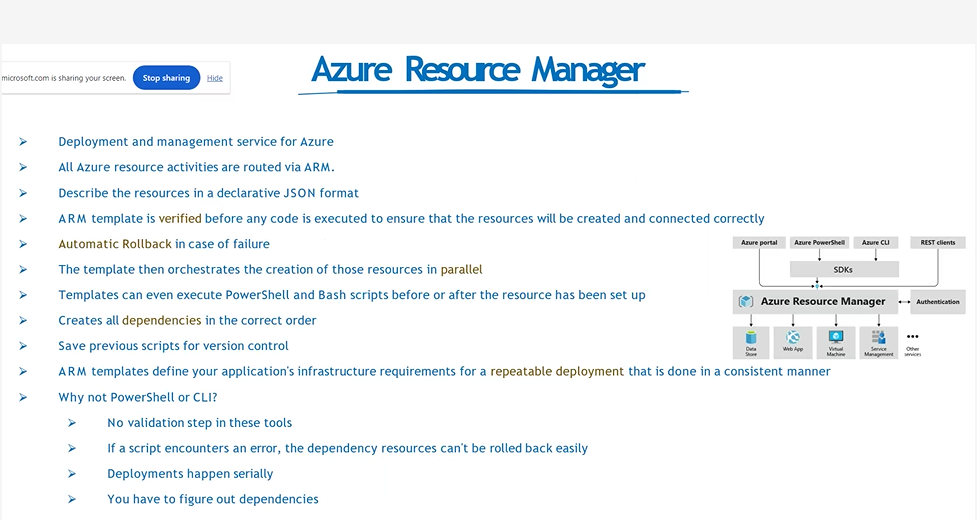 microsoft.com is sharing your screen. Stop sharing Hide
Azure Resource Manager
Deployment and management service for Azure
All Azure resource activities are routed via ARM.
Describe the resources in a declarative JSON format
ARM template is verified before any code is executed to ensure that the resources will be created and connected correctly
Automatic Rollback in case of failure
The template then orchestrates the creation of those resources in parallel
Templates can even execute PowerShell and Bash scripts before or after the resource has been set up
Creates all dependencies in the correct order
Save previous scripts for version control
ARM templates define your application's infrastructure requirements for a repeatable deployment that is done in a consistent manner
Why not PowerShell or CLI?
No validation step in these tools
If a script encounters an error, the dependency resources can't be rolled back easily
Deployments happen serially
You have to figure out dependencies
Azure portal Azure PowerShell Azure CLI REST clients
SDKs
Azure Resource Manager Authentication
Data Store
Web App
Virtual Machine
Service Management
Other services